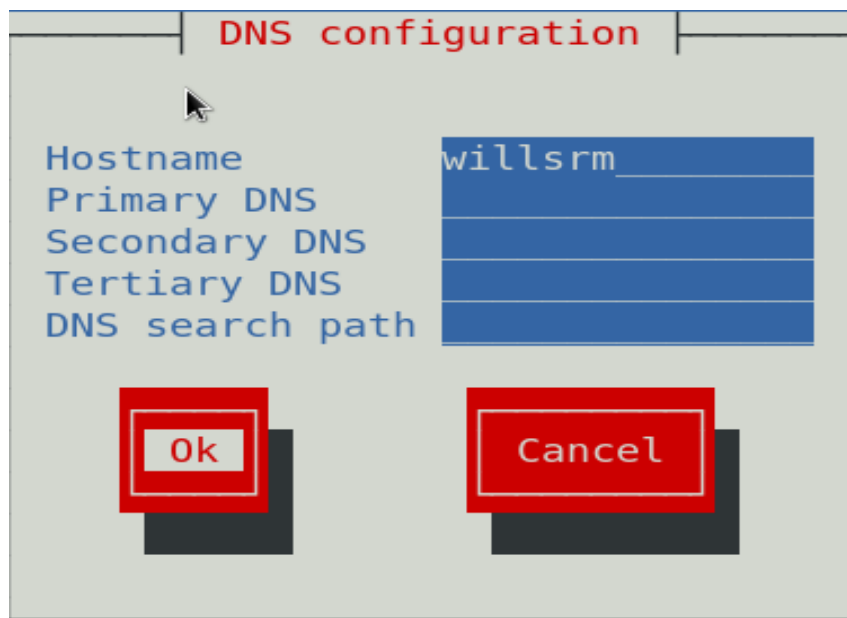 DNS configuration
Hostname willsrm
Primary DNS
Secondary DNS
Tertiary DNS
DNS search path
Ok Cancel